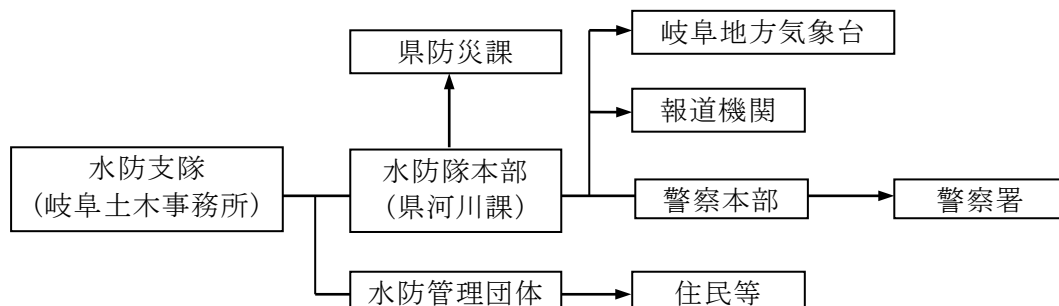 岐阜地方気象台
県防災課
報道機関
水防支隊
(岐阜土木事務所)
水防隊本部
(県河川課)
警察本部
警察署
水防管理団体
住民等